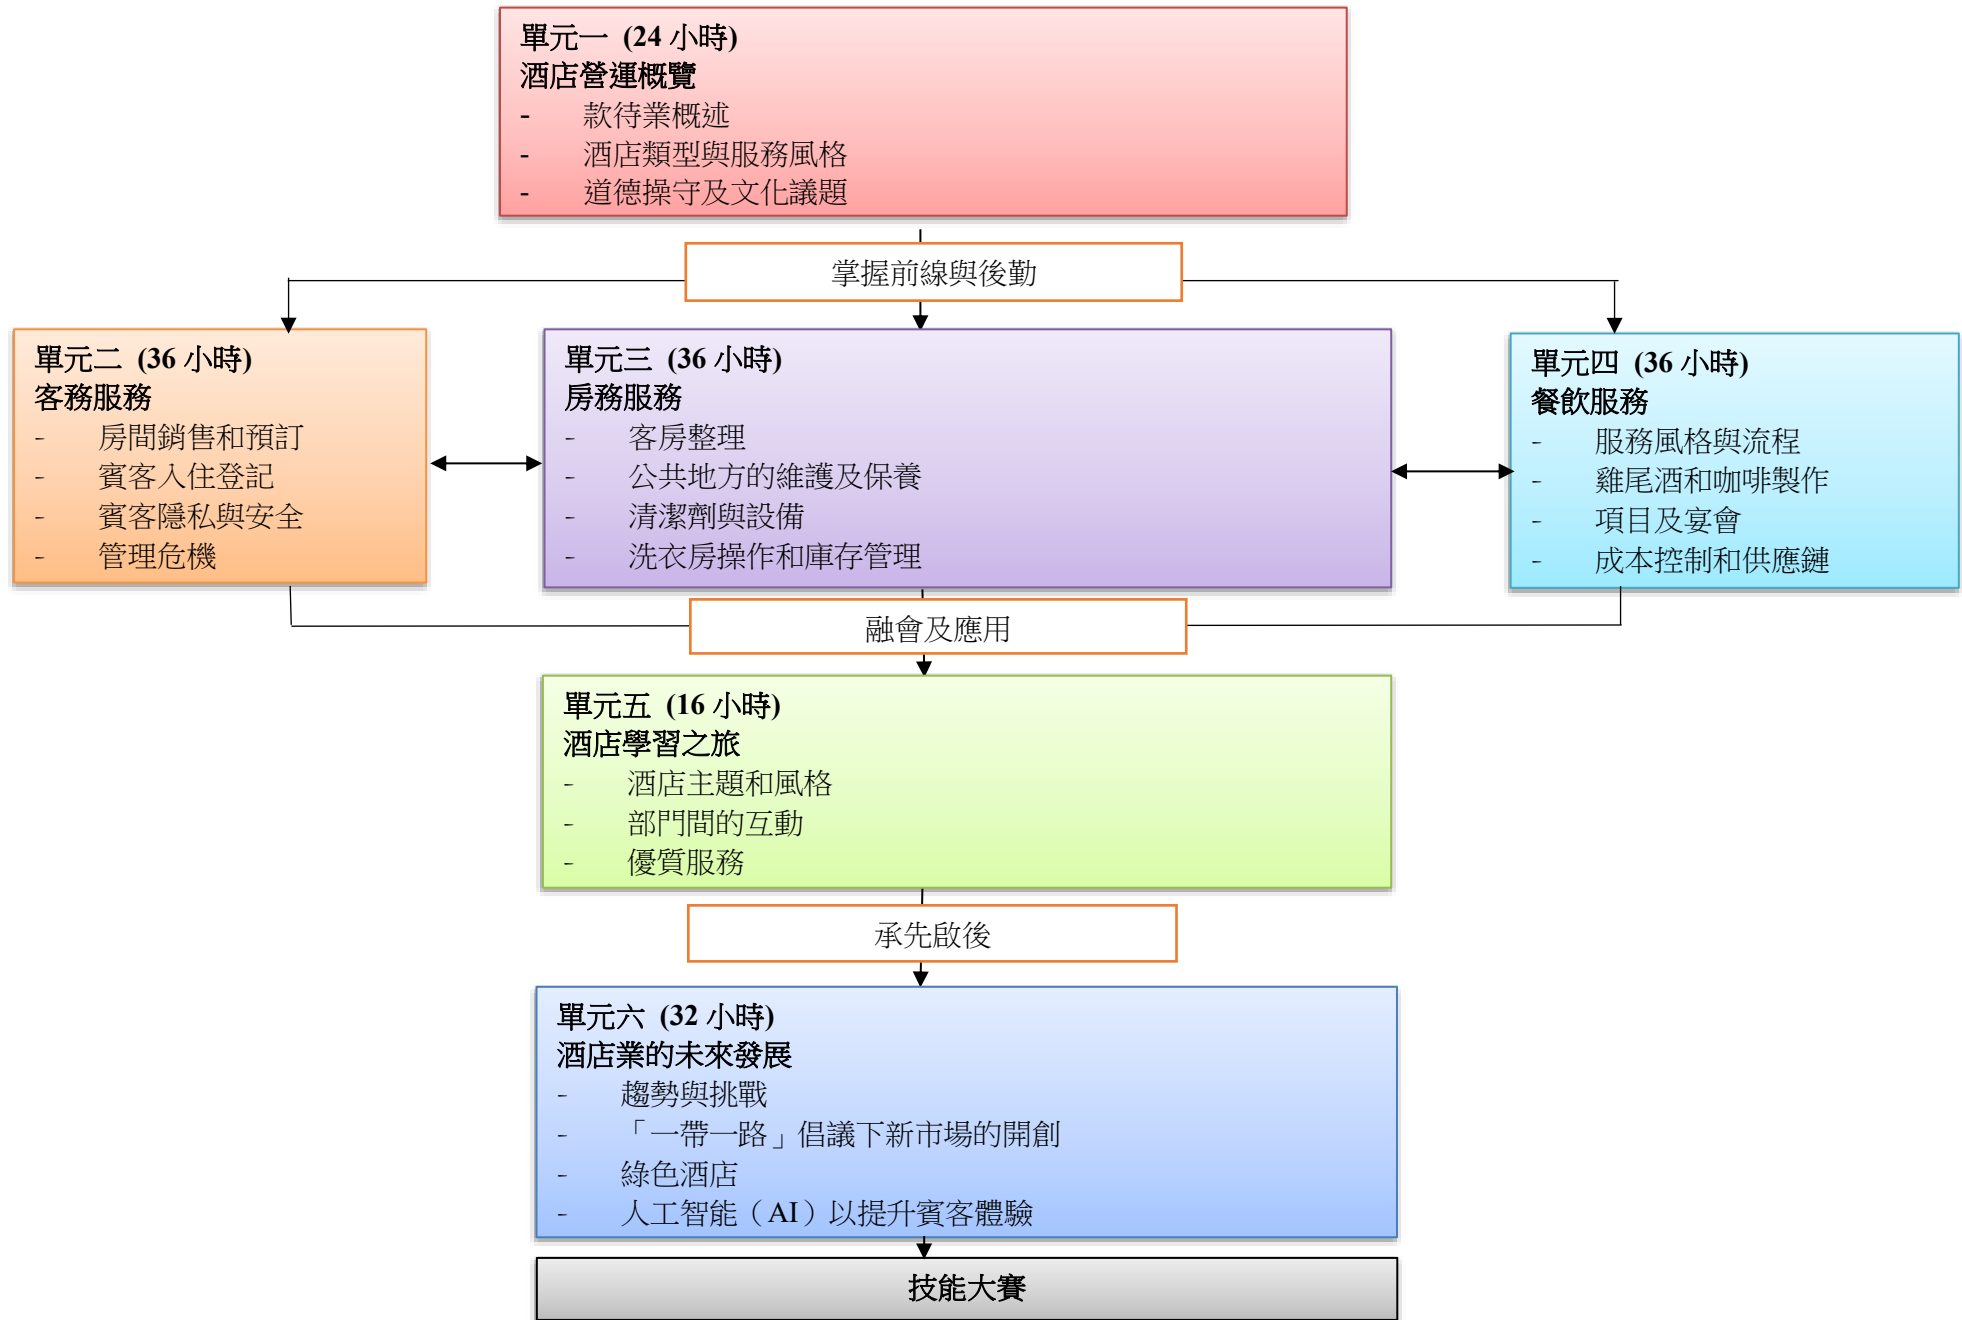 單元一 (24 小時)
酒店營運概覽
- 款待業概述
- 酒店類型與服務風格
- 道德操守及文化議題
掌握前線與後勤
單元二 (36 小時)
客務服務
- 房間銷售和預訂
- 賓客入住登記
- 賓客隱私與安全
- 管理危機
單元三 (36 小時)
房務服務
- 客房整理
- 公共地方的維護及保養
- 清潔劑與設備
- 洗衣房操作和庫存管理
單元四 (36 小時)
餐飲服務
- 服務風格與流程
- 雞尾酒和咖啡製作
- 項目及宴會
- 成本控制和供應鏈
融會及應用
單元五 (16 小時)
酒店學習之旅
- 酒店主題和風格
- 部門間的互動
- 優質服務
承先啟後
單元六 (32 小時)
酒店業的未來發展
- 趨勢與挑戰
- 「一帶一路」倡議下新市場的開創
- 綠色酒店
- 人工智能（AI）以提升賓客體驗
技能大賽